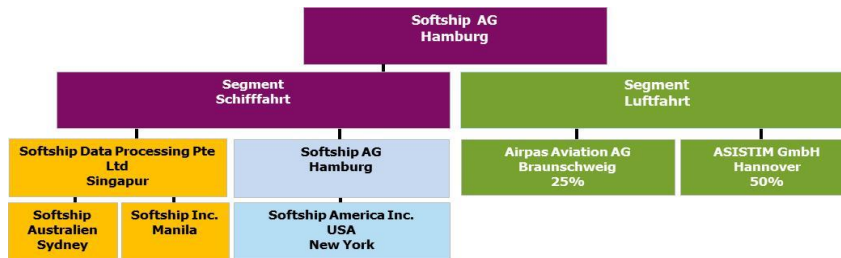 Softship AG
Hamburg
Segment
Schifffahrt
Segment
Luftfahrt
Softship Data Processing Pte
Ltd
Singapur
Softship AG
Hamburg
Airpas Aviation AG
Braunschweig
25%
ASISTIM GmbH
Hannover
50%
Softship
Australien
Sydney
Softship Inc.
Manila
Softship America Inc.
USA
New York